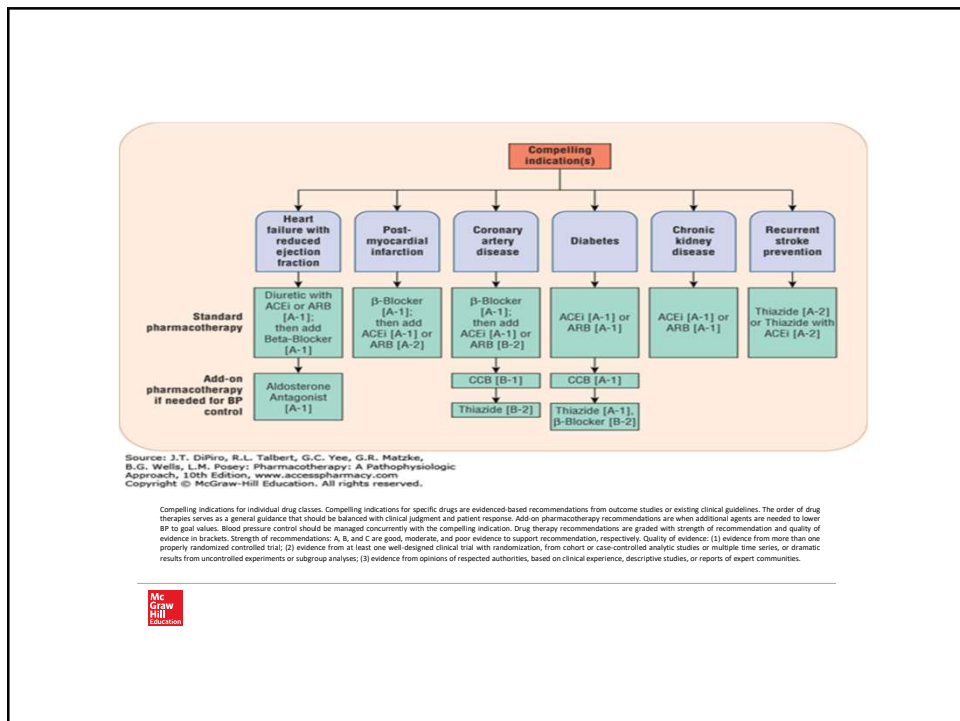 Compelling
indication(s)
Heart
failure with
reduced
ejection
fraction
Post-
myocardial
infarction
Coronary
artery
disease
Diabetes
Chronic
kidney
disease
Recurrent
stroke
prevention
Standard
pharmacotherapy
Diuretic with
ACEi or ARB
[A-1];
then add
Beta-Blocker
[A-1]
β-Blocker
[A-1];
then add
ACEi [A-1] or
ARB [A-2]
β-Blocker
[A-1];
then add
ACEi [A-1] or
ARB [B-2]
ACEi [A-1] or
ARB [A-1]
ACEi [A-1] or
ARB [A-1]
Thiazide [A-2]
or Thiazide with
ACEi [A-2]
Add-on
pharmacotherapy
if needed for BP
control
Aldosterone
Antagonist
[A-1]
CCB [B-1]
Thiazide [B-2]
CCB [A-1]
Thiazide [A-1],
β-Blocker [B-2]
Source: J.T. DiPiro, R.L. Talbert, G.C. Yee, G.R. Matzke,
B.G. Wells, L.M. Posey: Pharmacotherapy: A Pathophysiologic
Approach, 10th Edition, www.accesspharmacy.com
Copyright © McGraw-Hill Education. All rights reserved.
Compelling indications for individual drug classes. Compelling indications for specific drugs are evidenced-based recommendations from outcome studies or existing clinical guidelines. The order of drug
therapies serves as a general guidance that should be balanced with clinical judgment and patient response. Add-on pharmacotherapy recommendations are when additional agents are needed to lower
BP to goal values. Blood pressure control should be managed concurrently with the compelling indication. Drug therapy recommendations are graded with strength of recommendation and quality of
evidence in brackets. Strength of recommendations: A, B, and C are good, moderate, and poor evidence to support recommendation, respectively. Quality of evidence: (1) evidence from more than one
properly randomized controlled trial; (2) evidence from at least one well-designed clinical trial with randomization, from cohort or case-controlled analytic studies or multiple time series, or dramatic
results from uncontrolled experiments or subgroup analyses; (3) evidence from opinions of respected authorities, based on clinical experience, descriptive studies, or reports of expert communities.
Mc
Graw
Hill
Education